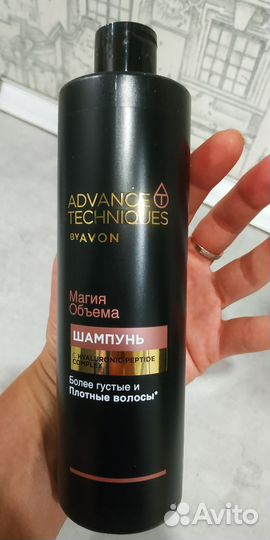 ADVANCE T
TECHNIQUES
BY AVON
Магия
Объема
ШАМПУНЬ
C HYALURONIC PEPTIDE
COMPLEX
Более густые и
Плотные волосы*
Avito